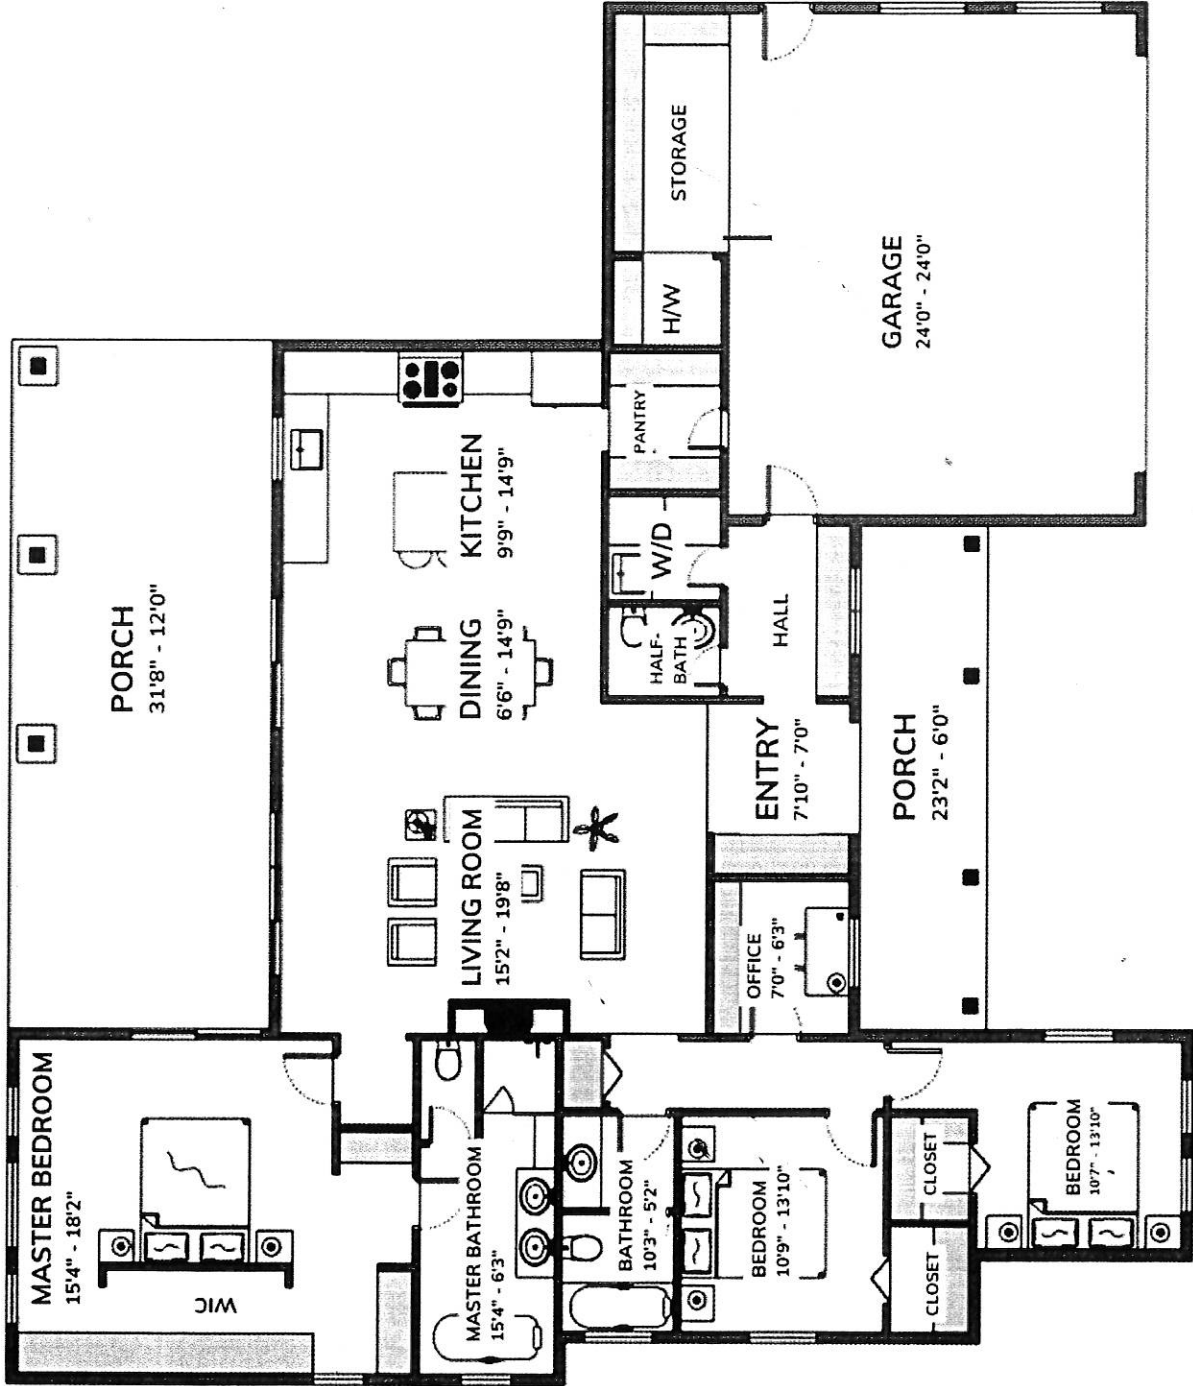 MASTER BEDROOM
15'4" - 18'2"
WIC
PORCH
31'8" - 12'0"
MASTER BATHROOM
15'4" - 6'3"
LIVING ROOM
15'2" - 19'8"
DINING
6'6" - 14'9"
KITCHEN
9'9" - 14'9"
BATHROOM
10'3" - 5'2"
HALF-
BATH
W/D
PANTRY
H/W
STORAGE
BEDROOM
10'9" - 13'10"
OFFICE
7'0" - 6'3"
ENTRY
7'10" - 7'0"
HALL
GARAGE
24'0" - 24'0"
CLOSET
CLOSET
PORCH
23'2" - 6'0"
BEDROOM
10'7" - 13'10"